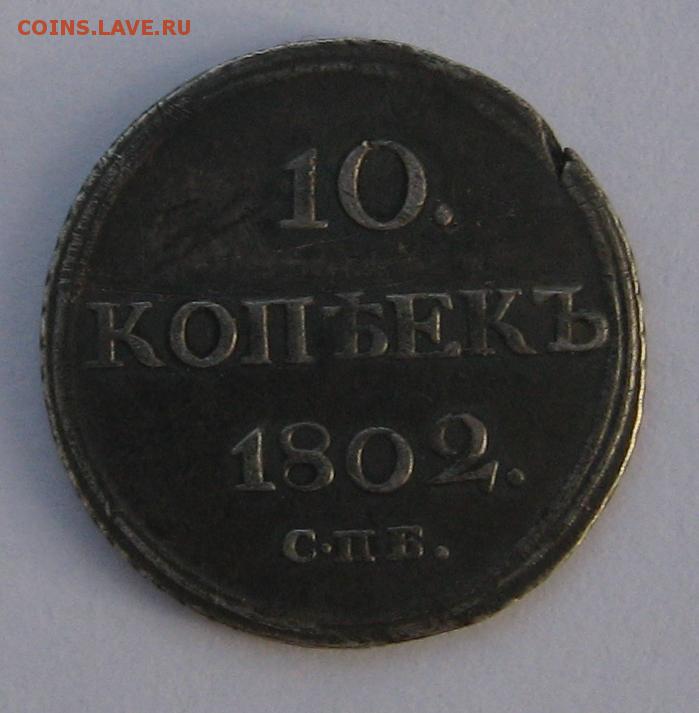 COINS.LAVE.RU
10.
КОПѢЕКЪ
1802.
С·П Б.